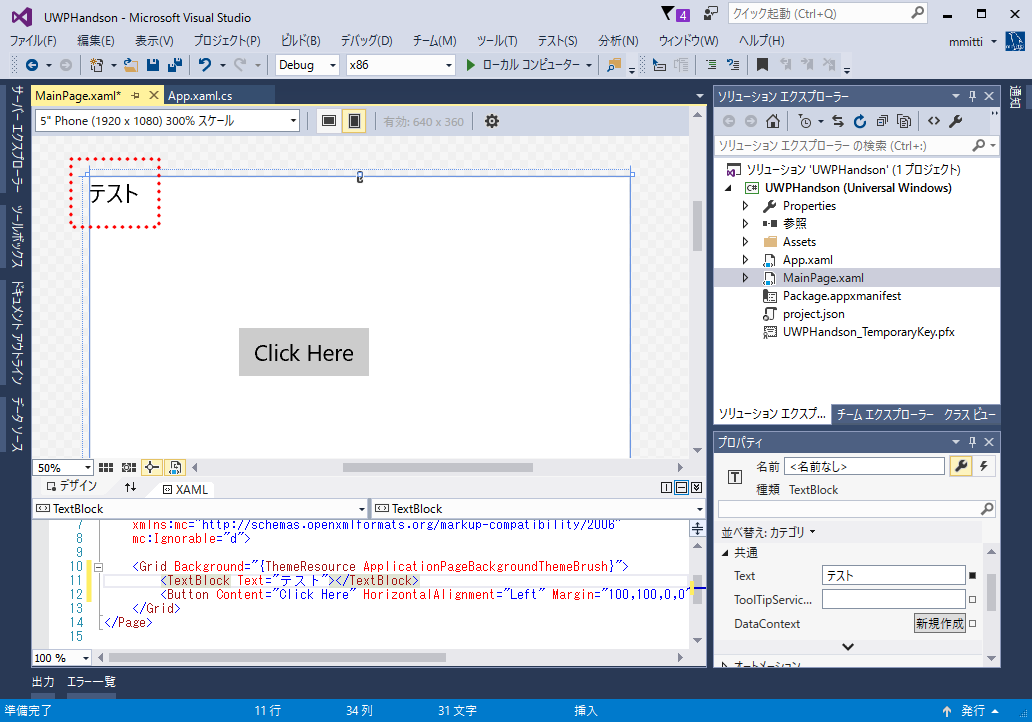 UWPHandson - Microsoft Visual Studio
4
クイック起動 (Ctrl+Q)
ファイル(F) 編集(E) 表示(V) プロジェクト(P) ビルド(B) デバッグ(D) チーム(M) ツール(T) テスト(S) 分析(N) ウィンドウ(W) ヘルプ(H)
mmitti
Debug x86 ローカル コンピューター
サーバー エクスプローラー
ツールボックス
ドキュメント アウトライン
データ ソース
MainPage.xaml* App.xaml.cs
5" Phone (1920 x 1080) 300% スケール 有効: 640 x 360
テスト
Click Here
50%
デザイン XAML
TextBlock TextBlock
7 xmlns:mc="http://schemas.openxmlformats.org/markup-compatibility/2006"
8 mc:Ignorable="d">
9
10 <Grid Background="{ThemeResource ApplicationPageBackgroundThemeBrush}">
11 <TextBlock Text="テスト"></TextBlock>
12 <Button Content="Click Here" HorizontalAlignment="Left" Margin="100,100,0,0"
13 </Grid>
14 </Page>
15
100 %
ソリューション エクスプローラー
ソリューション エクスプローラー の検索 (Ctrl+:)
ソリューション 'UWPHandson' (1 プロジェクト)
C# UWPHandson (Universal Windows)
Properties
参照
Assets
App.xaml
MainPage.xaml
Package.appxmanifest
project.json
UWPHandson_TemporaryKey.pfx
ソリューション エクスプ... チーム エクスプローラー クラス ビュー
プロパティ
名前 <名前なし>
種類 TextBlock
並べ替え: カテゴリ
共通
Text テスト
ToolTipServic...
DataContext 新規作成
オートメーション
通知
出力 エラー一覧
準備完了 11 行 34 列 31 文字 挿入 発行